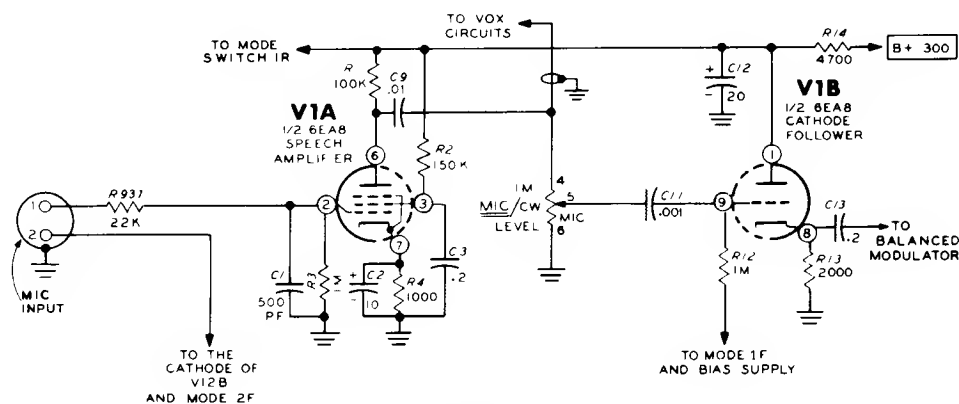 TO VOX
CIRCUITS
TO MODE
SWITCH 1R
R
100K
C9
.01
R14
4700
B+ 300
V1A
1/2 6EA8
SPEECH
AMPLIFIER
C12
+
-
20
V1B
1/2 6EA8
CATHODE
FOLLOWER
R2
150K
6
1
1
2
MIC
INPUT
R931
22K
2
3
7
4
5
6
1M
MIC/CW
LEVEL
MIC
C11
.001
9
8
C13
.2
TO
BALANCED
MODULATOR
C1
500
PF
R3
1M
+
-
C2
10
R4
1000
C3
.2
R12
1M
R13
2000
TO THE
CATHODE OF
V12B
AND MODE 2F
TO MODE 1F
AND BIAS SUPPLY